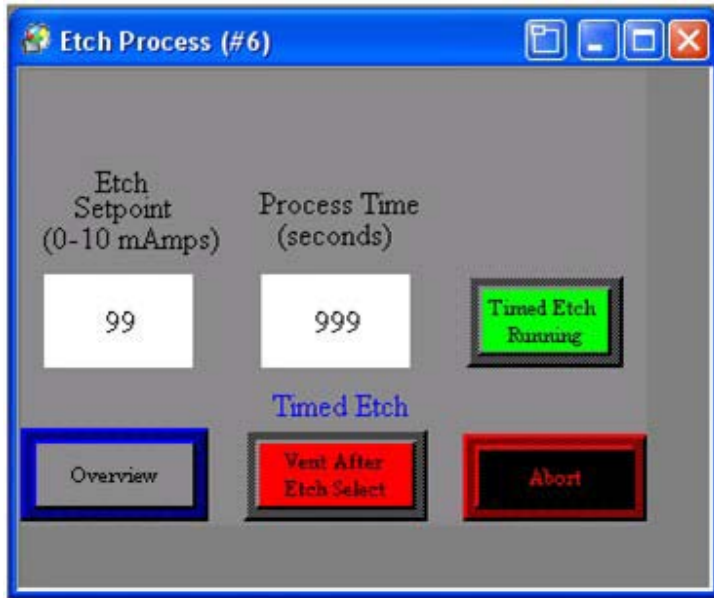 Etch Process (#6)
Etch
Setpoint
(0-10 mAmps)
Process Time
(seconds)
99
999
Timed Etch
Running
Timed Etch
Overview
Vent After
Etch Select
Abort